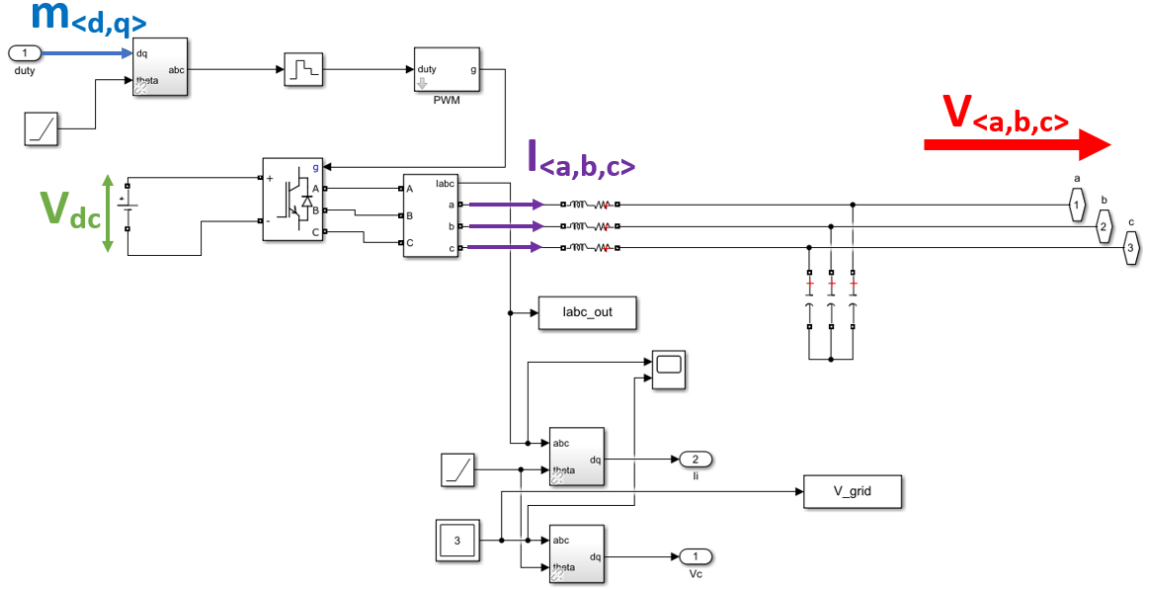 m<d,q>
1
duty
dq
theta
abc
duty
g
PWM
V<a,b,c>
I<a,b,c>
Vdc
+
-
g
A
B
C
A
B
C
Iabc
a
b
c
a
1
b
2
c
3
Iabc_out
abc
theta
dq
2
Ii
V_grid
3
abc
theta
dq
1
Vc